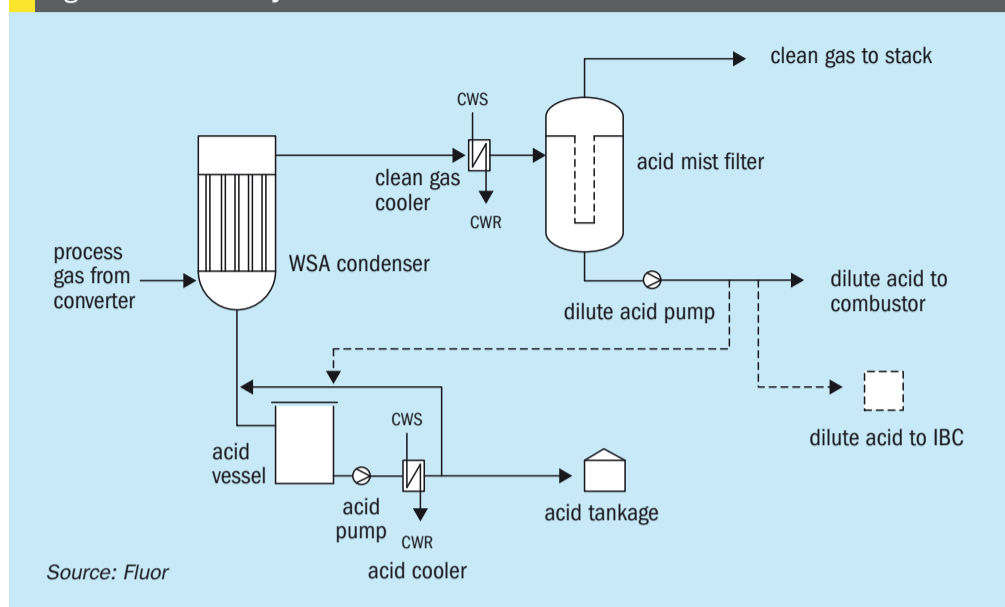 clean gas to stack
CWS
acid mist filter
clean gas
cooler
CWR
process
gas from
converter
WSA condenser
dilute acid to
combustor
dilute acid pump
CWS
dilute acid to IBC
acid
vessel
acid
pump
CWR
acid cooler
acid tankage
Source: Fluor